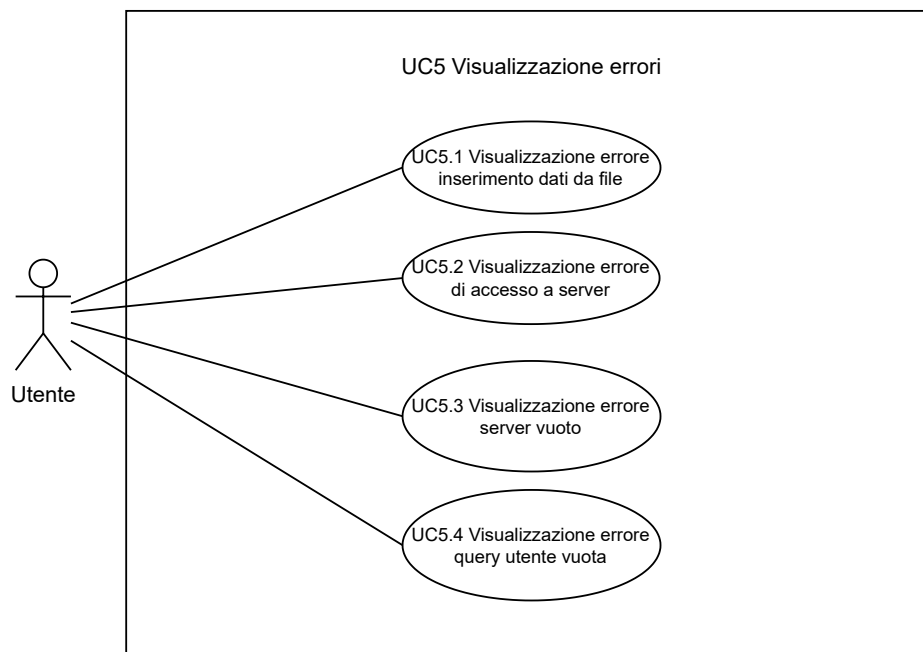 UC5 Visualizzazione errori
UC5.1 Visualizzazione errore
inserimento dati da file
UC5.2 Visualizzazione errore
di accesso a server
Utente
UC5.3 Visualizzazione errore
server vuoto
UC5.4 Visualizzazione errore
query utente vuota